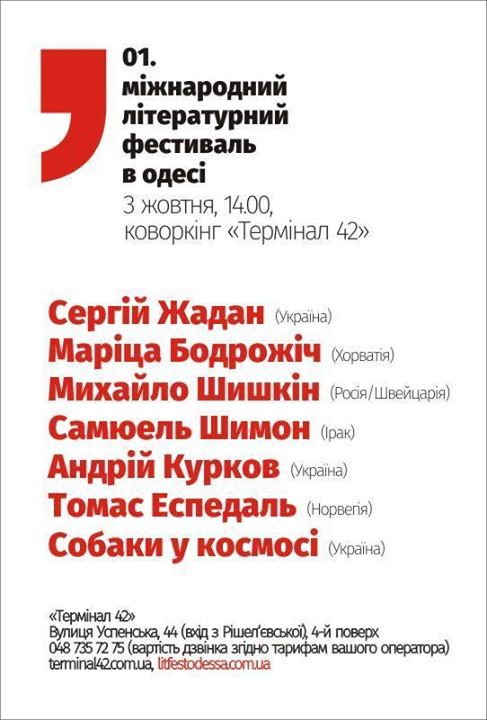 01.
міжнародний
літературний
фестиваль
в одесі
3 жовтня, 14.00,
коворкінг «Термінал 42»
Сергій Жадан (Україна)
Маріца Бодрожіч (Хорватія)
Михайло Шишкін (Росія/Швейцарія)
Самюель Шимон (Ірак)
Андрій Курков (Україна)
Томас Еспедаль (Норвегія)
Собаки у космосі (Україна)
«Термінал 42»
Вулиця Успенська, 44 (вхід з Рішел'євської), 4-й поверх
048 735 72 75 (вартість дзвінка згідно тарифам вашого оператора)
terminal42.com.ua, litfestodessa.com.ua